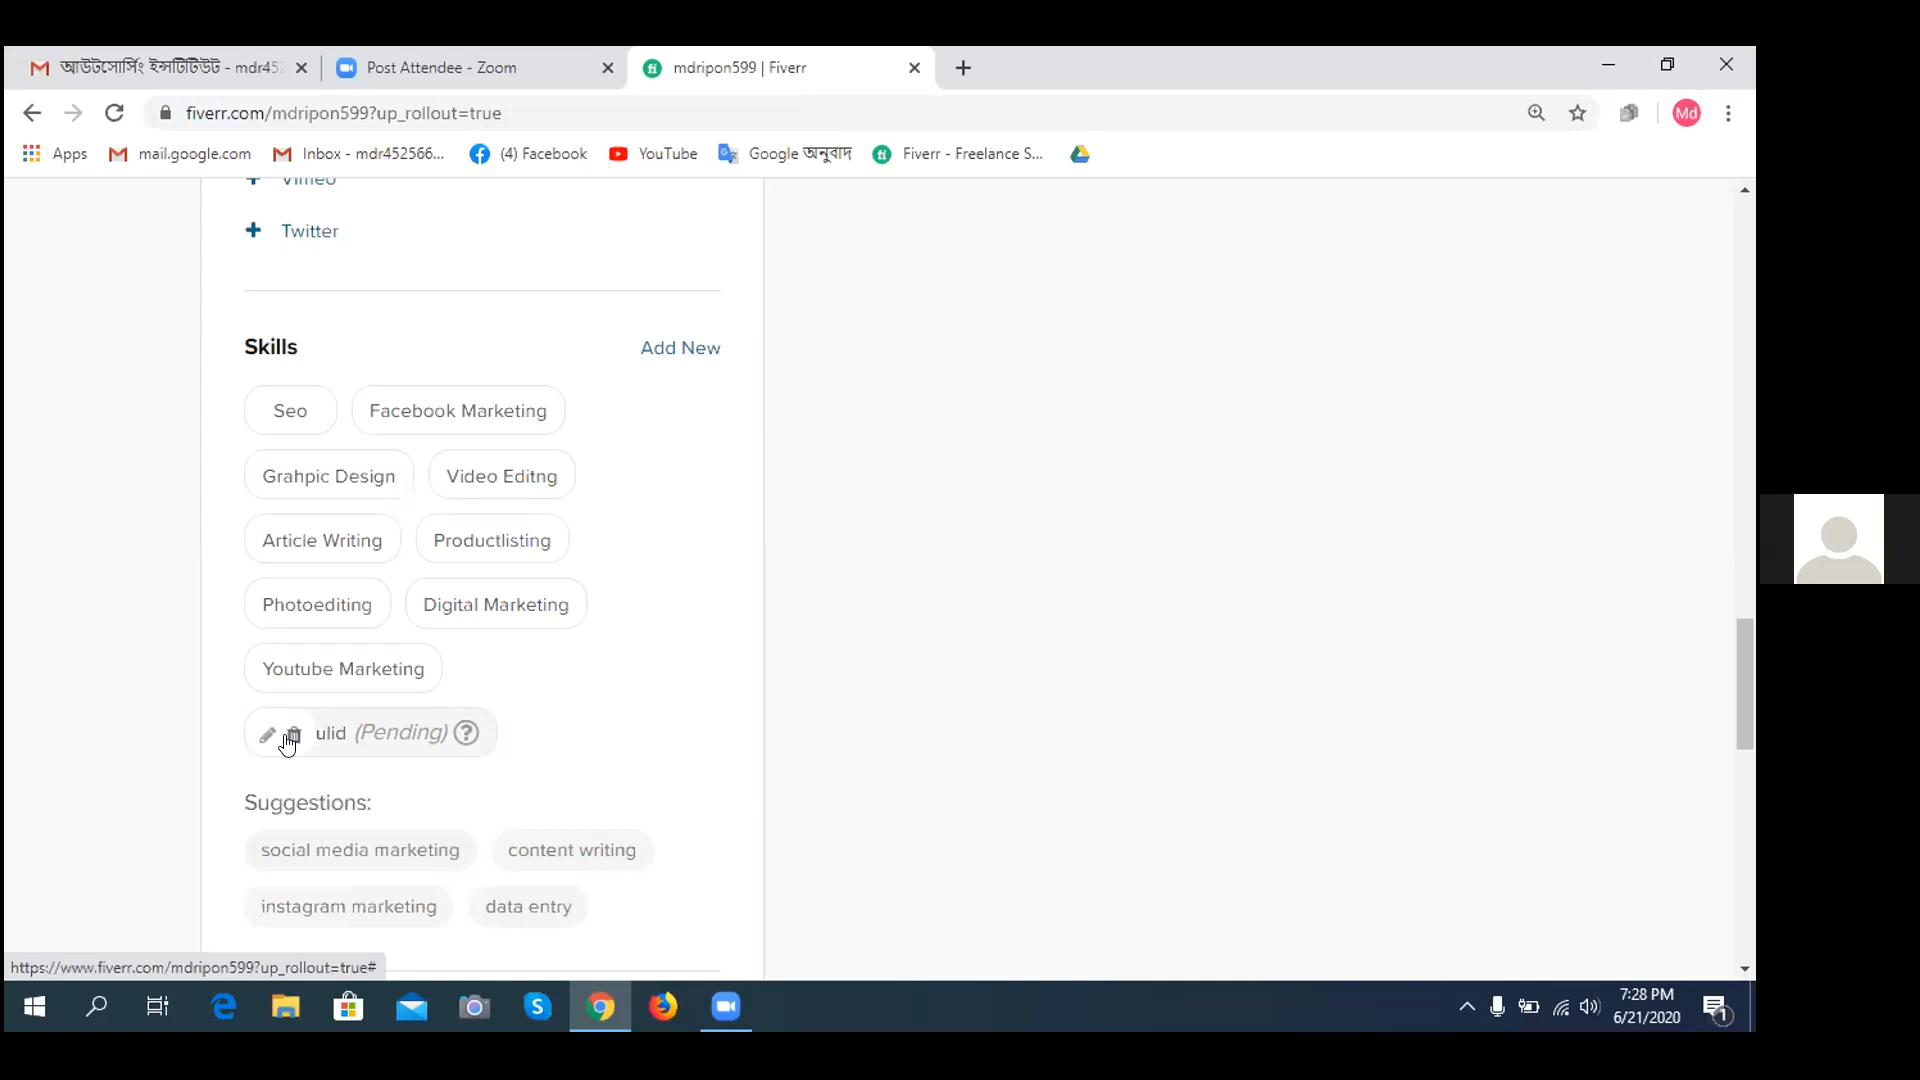 আউটসোর্সিং ইন্সটিটিউট - mdr452
Post Attendee - Zoom
mdripon599 | Fiverr
fiverr.com/mdripon599?up_rollout=true
Md
Apps
mail.google.com
Inbox - mdr452566...
(4) Facebook
YouTube
Google অনুবাদ
Fiverr - Freelance S...
Vimeo
Twitter
Skills
Add New
Seo
Facebook Marketing
Grahpic Design
Video Editng
Article Writing
Productlisting
Photoediting
Digital Marketing
Youtube Marketing
ulid (Pending) ?
Suggestions:
social media marketing
content writing
instagram marketing
data entry
https://www.fiverr.com/mdripon599?up_rollout=true#
7:28 PM
6/21/2020
1